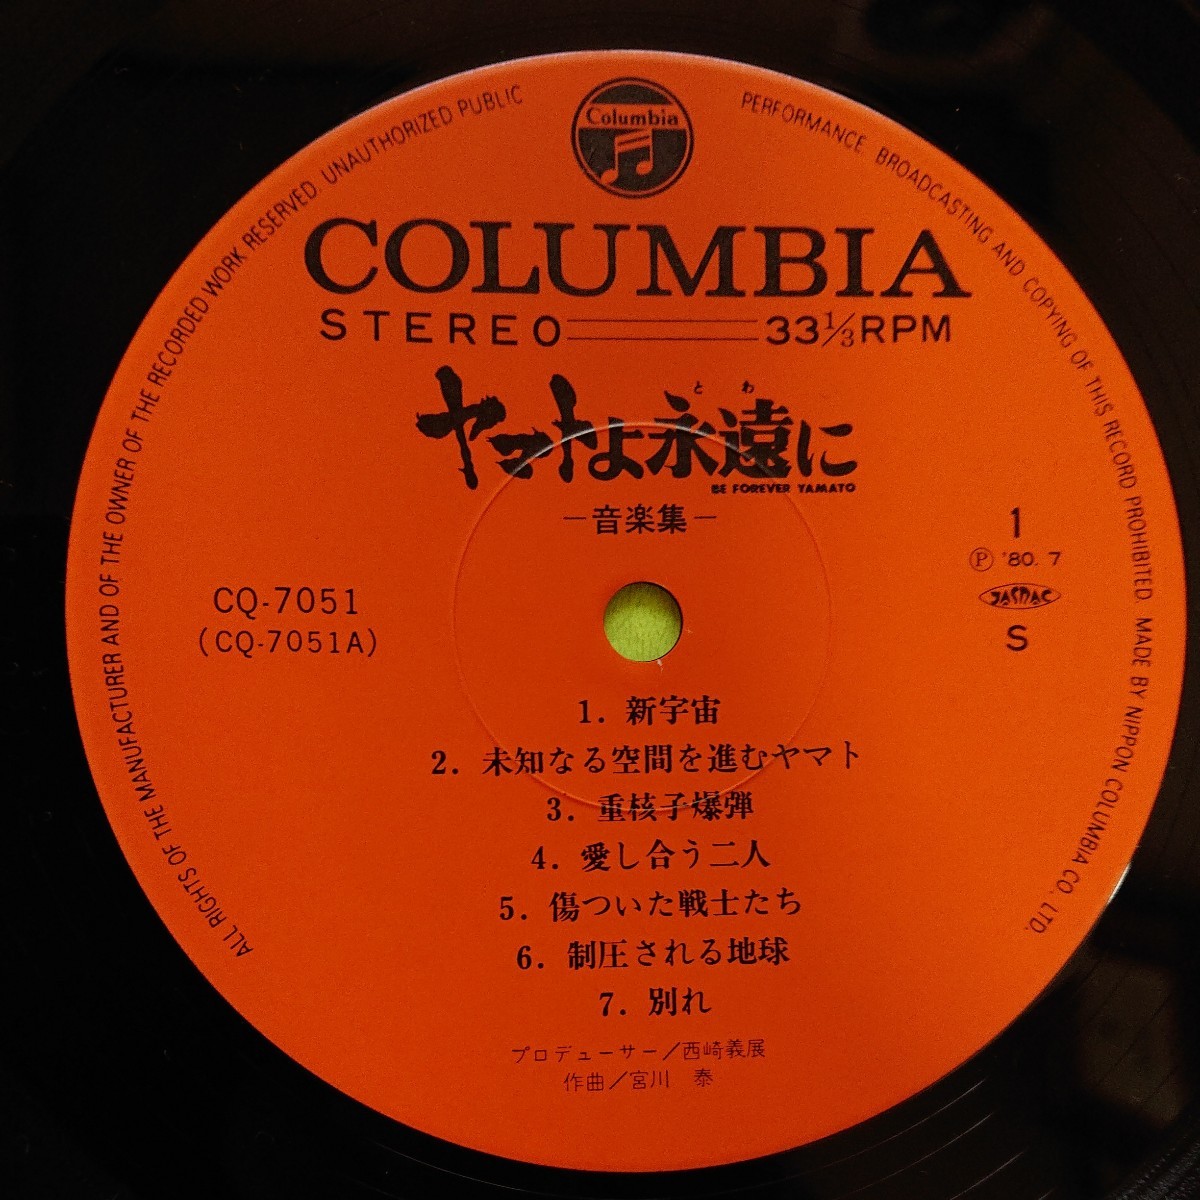 ALL RIGHTS OF THE MANUFACTURER AND OF THE OWNER OF THE RECORDED WORK RESERVED. UNAUTHORIZED PUBLIC PERFORMANCE. BROADCASTING AND COPYING OF THIS RECORD PROHIBITED. MADE BY NIPPON COLUMBIA CO., LTD.
Columbia
COLUMBIA
STEREO 33 1/3 RPM
とわ
ヤマトよ永遠に
BE FOREVER YAMATO
－音楽集－
1
Ⓟ '80. 7
JASRAC
S
CQ-7051
(CQ-7051A)
1. 新宇宙
2. 未知なる空間を進むヤマト
3. 重核子爆弾
4. 愛し合う二人
5. 傷ついた戦士たち
6. 制圧される地球
7. 別れ
プロデューサー／西崎義展
作曲／宮川 泰